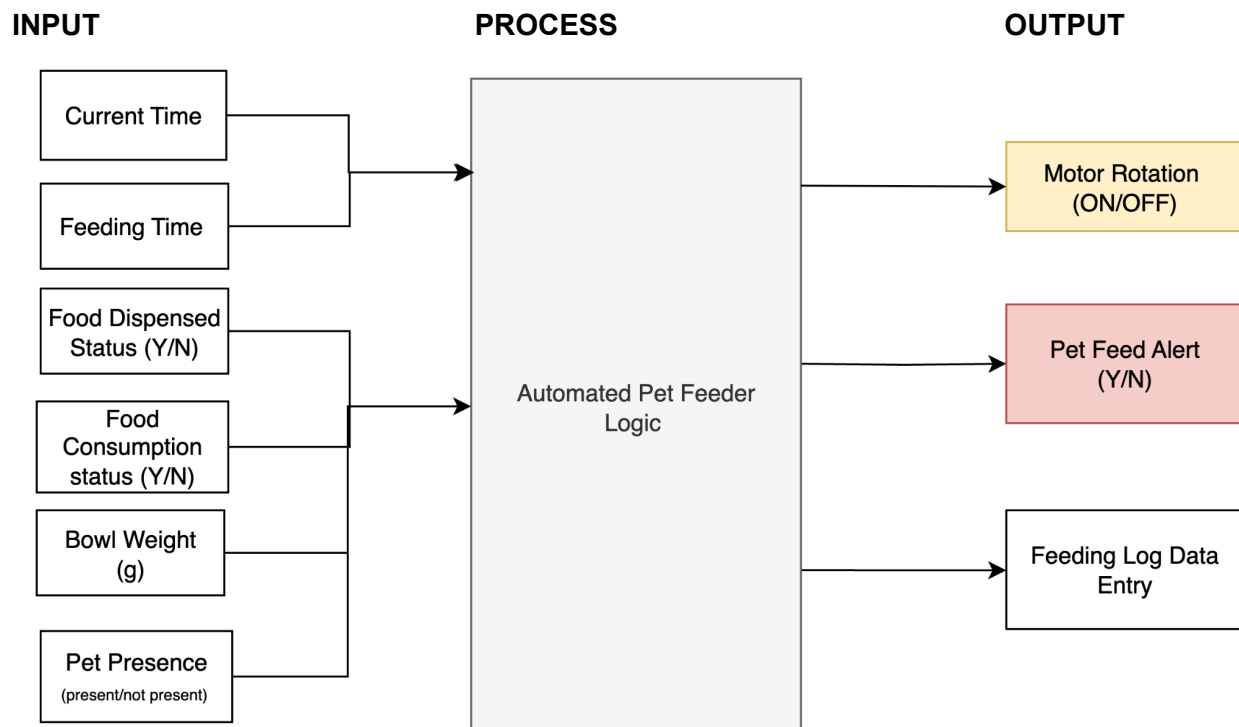 INPUT
PROCESS
OUTPUT
Current Time
Feeding Time
Food Dispensed
Status (Y/N)
Food
Consumption
status (Y/N)
Bowl Weight
(g)
Pet Presence
(present/not present)
Automated Pet Feeder
Logic
Motor Rotation
(ON/OFF)
Pet Feed Alert
(Y/N)
Feeding Log Data
Entry